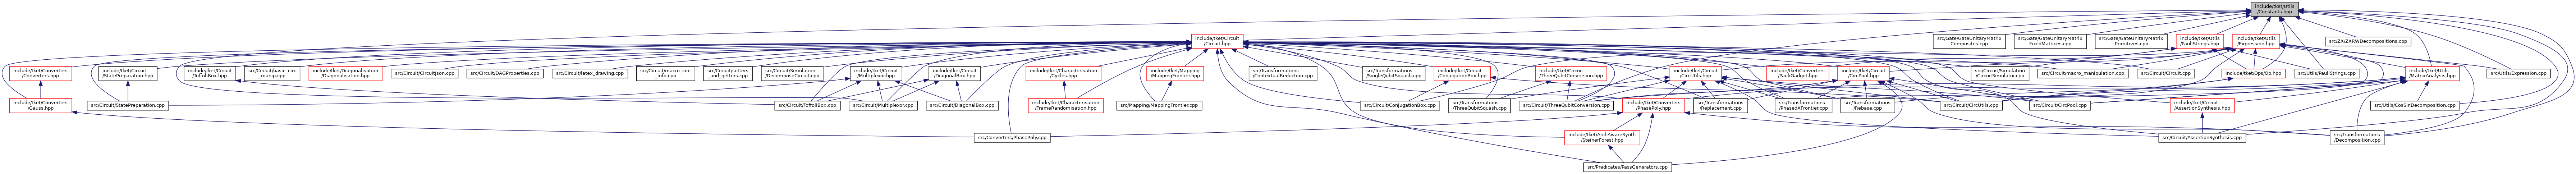 include/tket/Utils
/Constants.hpp
include/tket/Circuit
/Circuit.hpp
src/Gate/GateUnitaryMatrix
Composites.cpp
src/Gate/GateUnitaryMatrix
FixedMatrices.cpp
src/Gate/GateUnitaryMatrix
Primitives.cpp
include/tket/Utils
/PauliStrings.hpp
include/tket/Utils
/Expression.hpp
src/ZX/ZXRWDecompositions.cpp
include/tket/Converters
/Converters.hpp
include/tket/Circuit
/StatePreparation.hpp
include/tket/Circuit
/ToffoliBox.hpp
src/Circuit/basic_circ
_manip.cpp
include/tket/Diagonalisation
/Diagonalisation.hpp
src/Circuit/CircuitJson.cpp
src/Circuit/DAGProperties.cpp
src/Circuit/latex_drawing.cpp
src/Circuit/macro_circ
_info.cpp
src/Circuit/setters
_and_getters.cpp
src/Circuit/Simulation
/DecomposeCircuit.cpp
include/tket/Circuit
/Multiplexor.hpp
include/tket/Circuit
/DiagonalBox.hpp
include/tket/Characterisation
/Cycles.hpp
include/tket/Mapping
/MappingFrontier.hpp
src/Transformations
/ContextualReduction.cpp
src/Transformations
/SingleQubitSquash.cpp
include/tket/Circuit
/ConjugationBox.hpp
include/tket/Circuit
/ThreeQubitConversion.hpp
include/tket/Circuit
/CircUtils.hpp
include/tket/Converters
/PauliGadget.hpp
include/tket/Circuit
/CircPool.hpp
src/Circuit/Simulation
/CircuitSimulator.cpp
src/Circuit/macro_manipulation.cpp
src/Circuit/Circuit.cpp
include/tket/Ops/Op.hpp
src/Utils/PauliStrings.cpp
include/tket/Utils
/MatrixAnalysis.hpp
src/Utils/Expression.cpp
include/tket/Converters
/Gauss.hpp
src/Circuit/StatePreparation.cpp
src/Circuit/ToffoliBox.cpp
src/Circuit/Multiplexor.cpp
src/Circuit/DiagonalBox.cpp
include/tket/Characterisation
/FrameRandomisation.hpp
src/Mapping/MappingFrontier.cpp
src/Circuit/ConjugationBox.cpp
src/Transformations
/ThreeQubitSquash.cpp
src/Circuit/ThreeQubitConversion.cpp
include/tket/Converters
/PhasePoly.hpp
src/Transformations
/Replacement.cpp
src/Transformations
/PhasedXFrontier.cpp
src/Transformations
/Rebase.cpp
src/Circuit/CircUtils.cpp
src/Circuit/CircPool.cpp
include/tket/Circuit
/AssertionSynthesis.hpp
src/Utils/CosSinDecomposition.cpp
src/Converters/PhasePoly.cpp
include/tket/ArchAwareSynth
/SteinerForest.hpp
src/Circuit/AssertionSynthesis.cpp
src/Transformations
/Decomposition.cpp
src/Predicates/PassGenerators.cpp